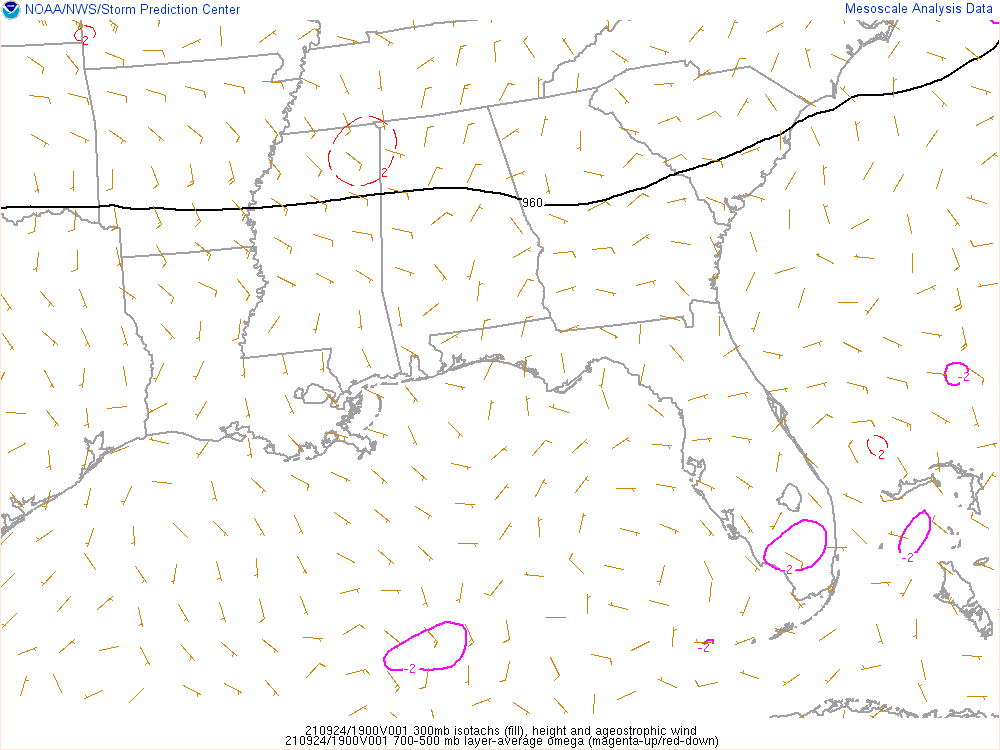 NOAA/NWS/Storm Prediction Center
Mesoscale Analysis Data
2
2
960
-2
2
-2
-2
-2
-2
210924/1900V001 300mb isotachs (fill), height and ageostrophic wind
210924/1900V001 700-500 mb layer-average omega (magenta-up/red-down)